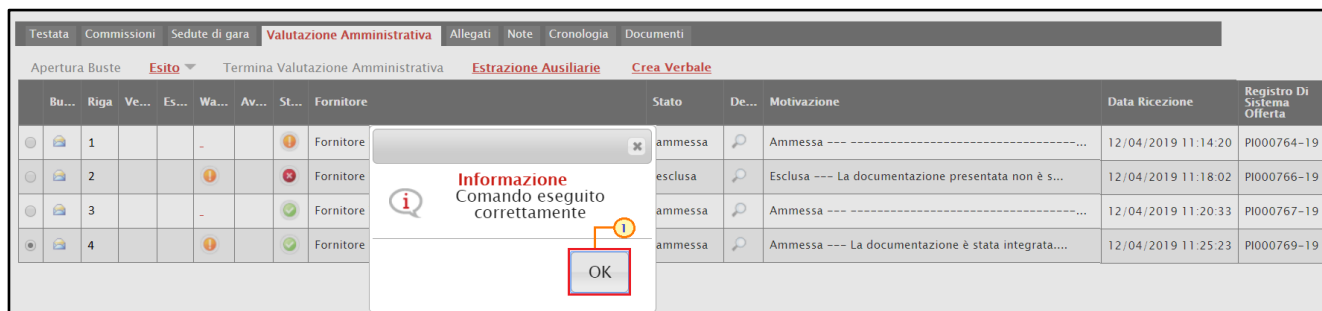 Testata Commissioni Sedute di gara Valutazione Amministrativa Allegati Note Cronologia Documenti
Apertura Buste Esito Termina Valutazione Amministrativa Estrazione Ausiliarie Crea Verbale
Bu... Riga Ve... Es... Wa... Av... St... Fornitore Stato De... Motivazione Data Ricezione Registro Di Sistema Offerta
1 - Fornitore ammessa Ammessa --- -----------------------------------... 12/04/2019 11:14:20 PI000764-19
2 Fornitore esclusa Esclusa --- La documentazione presentata non è s... 12/04/2019 11:18:02 PI000766-19
3 - Fornitore ammessa Ammessa --- -----------------------------------... 12/04/2019 11:20:33 PI000767-19
4 Fornitore ammessa Ammessa --- La documentazione è stata integrata.... 12/04/2019 11:25:23 PI000769-19
Informazione
Comando eseguito
correttamente
1
OK